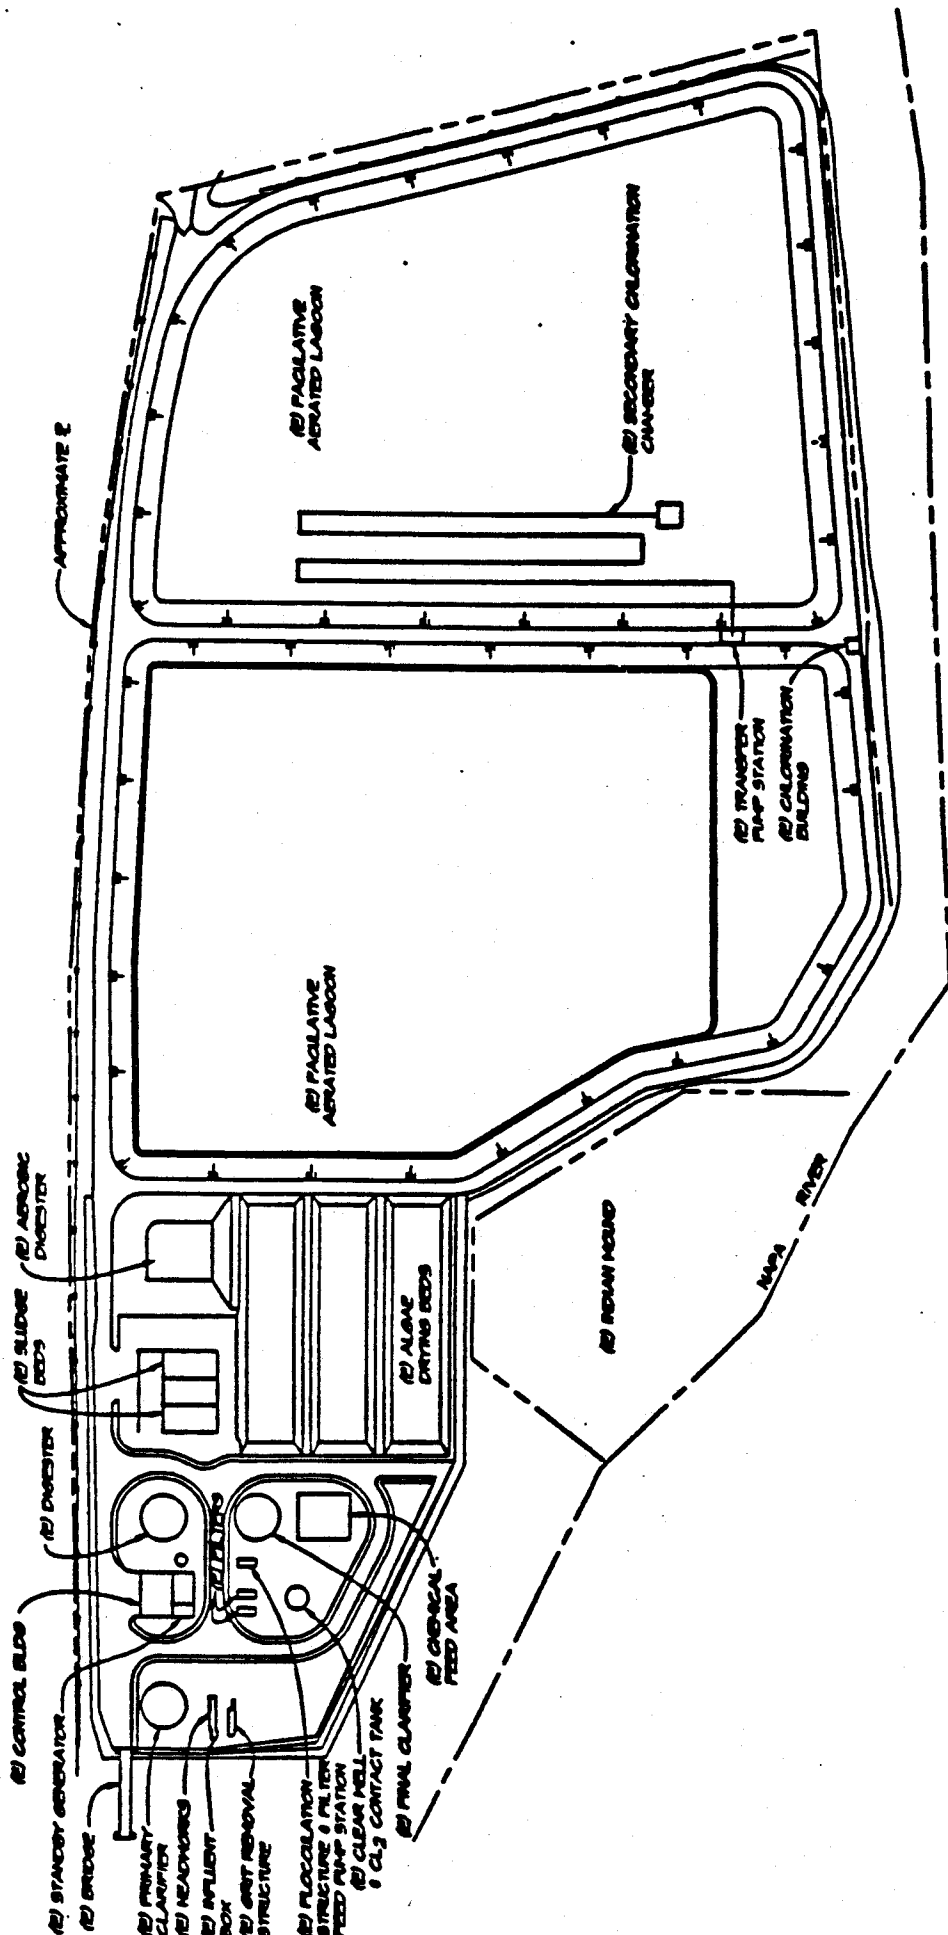 APPROXIMATE ℄
(E) FACULATIVE
AERATED LAGOON
(E) SECONDARY CHLORINATION
CHAMBER
(E) TRANSFER
PUMP STATION
(E) CHLORINATION
BUILDING
(E) FACULATIVE
AERATED LAGOON
(E) AEROBIC
DIGESTER
(E) SLUDGE
BEDS
(E) DIGESTER
(E) CONTROL BLDG
(E) STANDBY GENERATOR
(E) BRIDGE
(E) PRIMARY
CLARIFIER
(E) HEADWORKS
(E) INFLUENT
BOX
(E) GRIT REMOVAL
STRUCTURE
(E) FLOCCULATION
STRUCTURE & FILTER
FEED PUMP STATION
(E) CLEAR WELL
& CL2 CONTACT TANK
(E) FINAL CLARIFIER
(E) CHEMICAL
FEED AREA
(E) FILTERS
(E) ALGAE
DRYING BEDS
(E) INDIAN MOUND
NAPA RIVER